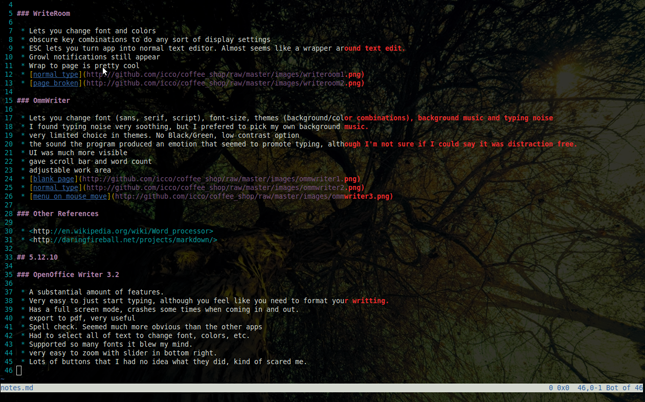 4
5 ### WriteRoom
6
7  * Lets you change font and colors
8  * obscure key combinations to do any sort of display settings
9  * ESC lets you turn app into normal text editor. Almost seems like a wrapper around text edit.
10  * Growl notifications still appear
11  * Wrap to page is pretty cool
12  * [normal type](http://github.com/icco/coffee_shop/raw/master/images/writeroom1.png)
13  * [page broken](http://github.com/icco/coffee_shop/raw/master/images/writeroom2.png)
14
15 ### OmmWriter
16
17  * Lets you change font (sans, serif, script), font-size, themes (background/color combinations), background music and typing noise
18  * I found typing noise very soothing, but I prefered to pick my own background music.
19  * very limited choice in themes. No Black/Green, low contrast option
20  * the sound the program produced an emotion that seemed to promote typing, although I'm not sure if I could say it was distraction free.
21  * UI was much more visible
22  * gave scroll bar and word count
23  * adjustable work area
24  * [blank page](http://github.com/icco/coffee_shop/raw/master/images/ommwriter1.png)
25  * [normal type](http://github.com/icco/coffee_shop/raw/master/images/ommwriter2.png)
26  * [menu on mouse move](http://github.com/icco/coffee_shop/raw/master/images/ommwriter3.png)
27
28 ### Other References
29
30  * <http://en.wikipedia.org/wiki/Word_processor>
31  * <http://daringfireball.net/projects/markdown/>
32
33 ## 5.12.10
34
35 ### OpenOffice Writer 3.2
36
37  * A substantial amount of features.
38  * Very easy to just start typing, although you feel like you need to format your writting.
39  * Has a full screen mode, crashes some times when coming in and out.
40  * export to pdf, very useful
41  * Spell check. Seemed much more obvious than the other apps
42  * Had to select all of text to change font, colors, etc.
43  * Supported so many fonts it blew my mind.
44  * very easy to zoom with slider in bottom right.
45  * Lots of buttons that I had no idea what they did, kind of scared me.
46
notes.md 0 0x0 46,0-1 Bot of 46